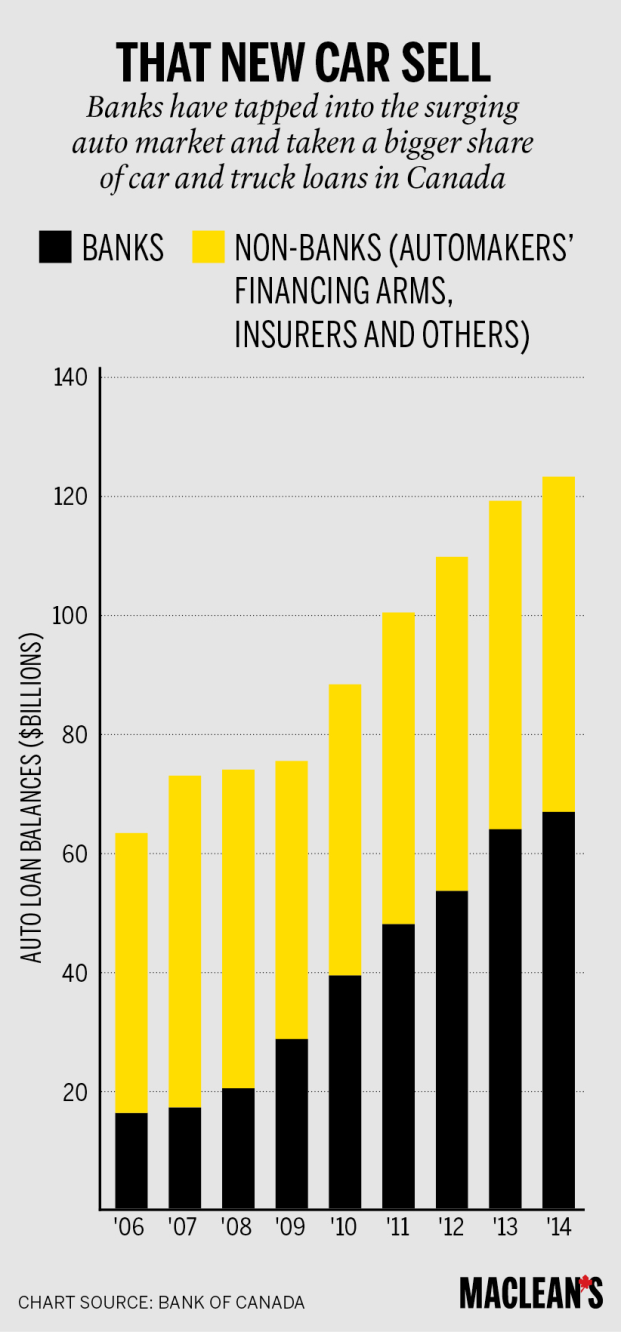 THAT NEW CAR SELL
Banks have tapped into the surging
auto market and taken a bigger share
of car and truck loans in Canada
BANKS
NON-BANKS (AUTOMAKERS’
FINANCING ARMS,
INSURERS AND OTHERS)
AUTO LOAN BALANCES ($BILLIONS)
140
120
100
80
60
40
20
'06 '07 '08 '09 '10 '11 '12 '13 '14
CHART SOURCE: BANK OF CANADA
MACLEAN'S